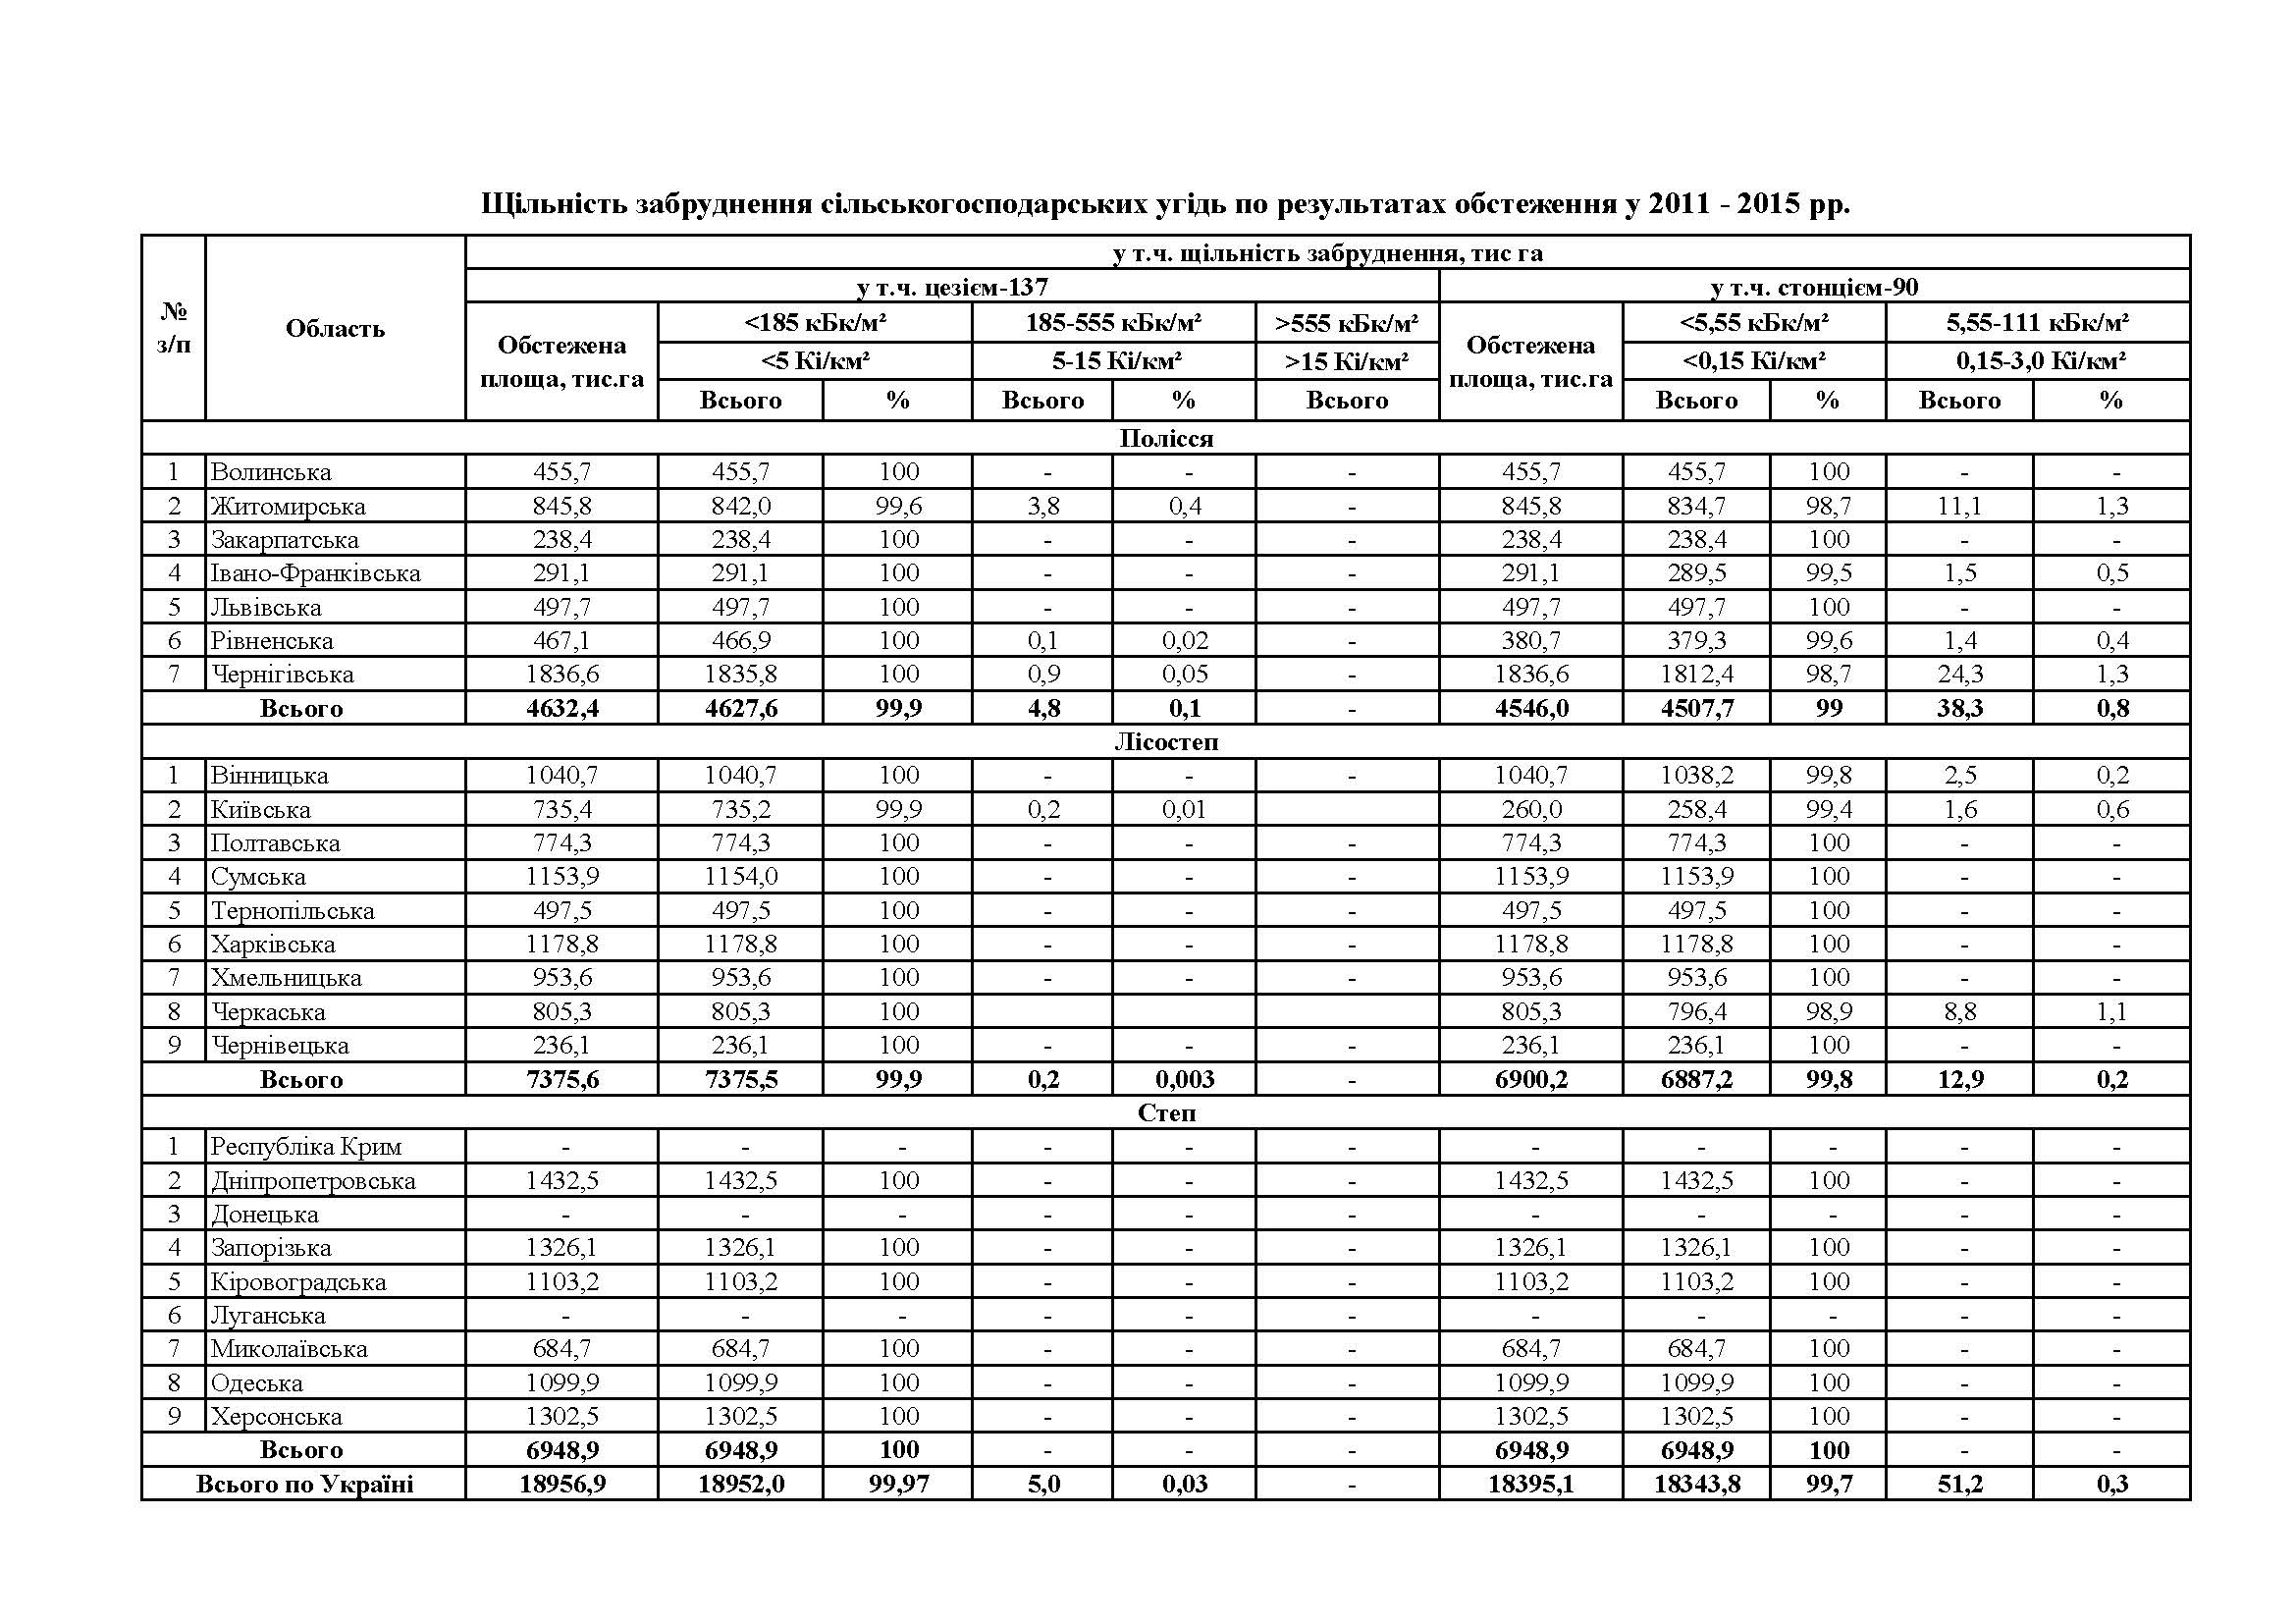 Щільність забруднення сільськогосподарських угідь по результатах обстеження у 2011 - 2015 рр.
№ з/п Область у т.ч. щільність забруднення, тис га
у т.ч. цезієм-137 у т.ч. стонцієм-90
Обстежена площа, тис.га <185 кБк/м² 185-555 кБк/м² >555 кБк/м² Обстежена площа, тис.га <5,55 кБк/м² 5,55-111 кБк/м²
<5 Кі/км² 5-15 Кі/км² >15 Кі/км² <0,15 Кі/км² 0,15-3,0 Кі/км²
Всього % Всього % Всього Всього % Всього %
Полісся
1 Волинська 455,7 455,7 100 - - - 455,7 455,7 100 - -
2 Житомирська 845,8 842,0 99,6 3,8 0,4 - 845,8 834,7 98,7 11,1 1,3
3 Закарпатська 238,4 238,4 100 - - - 238,4 238,4 100 - -
4 Івано-Франківська 291,1 291,1 100 - - - 291,1 289,5 99,5 1,5 0,5
5 Львівська 497,7 497,7 100 - - - 497,7 497,7 100 - -
6 Рівненська 467,1 466,9 100 0,1 0,02 - 380,7 379,3 99,6 1,4 0,4
7 Чернігівська 1836,6 1835,8 100 0,9 0,05 - 1836,6 1812,4 98,7 24,3 1,3
Всього 4632,4 4627,6 99,9 4,8 0,1 - 4546,0 4507,7 99 38,3 0,8
Лісостеп
1 Вінницька 1040,7 1040,7 100 - - - 1040,7 1038,2 99,8 2,5 0,2
2 Київська 735,4 735,2 99,9 0,2 0,01 260,0 258,4 99,4 1,6 0,6
3 Полтавська 774,3 774,3 100 - - - 774,3 774,3 100 - -
4 Сумська 1153,9 1154,0 100 - - - 1153,9 1153,9 100 - -
5 Тернопільська 497,5 497,5 100 - - - 497,5 497,5 100 - -
6 Харківська 1178,8 1178,8 100 - - - 1178,8 1178,8 100 - -
7 Хмельницька 953,6 953,6 100 - - - 953,6 953,6 100 - -
8 Черкаська 805,3 805,3 100 805,3 796,4 98,9 8,8 1,1
9 Чернівецька 236,1 236,1 100 - - - 236,1 236,1 100 - -
Всього 7375,6 7375,5 99,9 0,2 0,003 - 6900,2 6887,2 99,8 12,9 0,2
Степ
1 Республіка Крим - - - - - - - - - - -
2 Дніпропетровська 1432,5 1432,5 100 - - - 1432,5 1432,5 100 - -
3 Донецька - - - - - - - - - - -
4 Запорізька 1326,1 1326,1 100 - - - 1326,1 1326,1 100 - -
5 Кіровоградська 1103,2 1103,2 100 - - - 1103,2 1103,2 100 - -
6 Луганська - - - - - - - - - - -
7 Миколаївська 684,7 684,7 100 - - - 684,7 684,7 100 - -
8 Одеська 1099,9 1099,9 100 - - - 1099,9 1099,9 100 - -
9 Херсонська 1302,5 1302,5 100 - - - 1302,5 1302,5 100 - -
Всього 6948,9 6948,9 100 - - - 6948,9 6948,9 100 - -
Всього по Україні 18956,9 18952,0 99,97 5,0 0,03 - 18395,1 18343,8 99,7 51,2 0,3